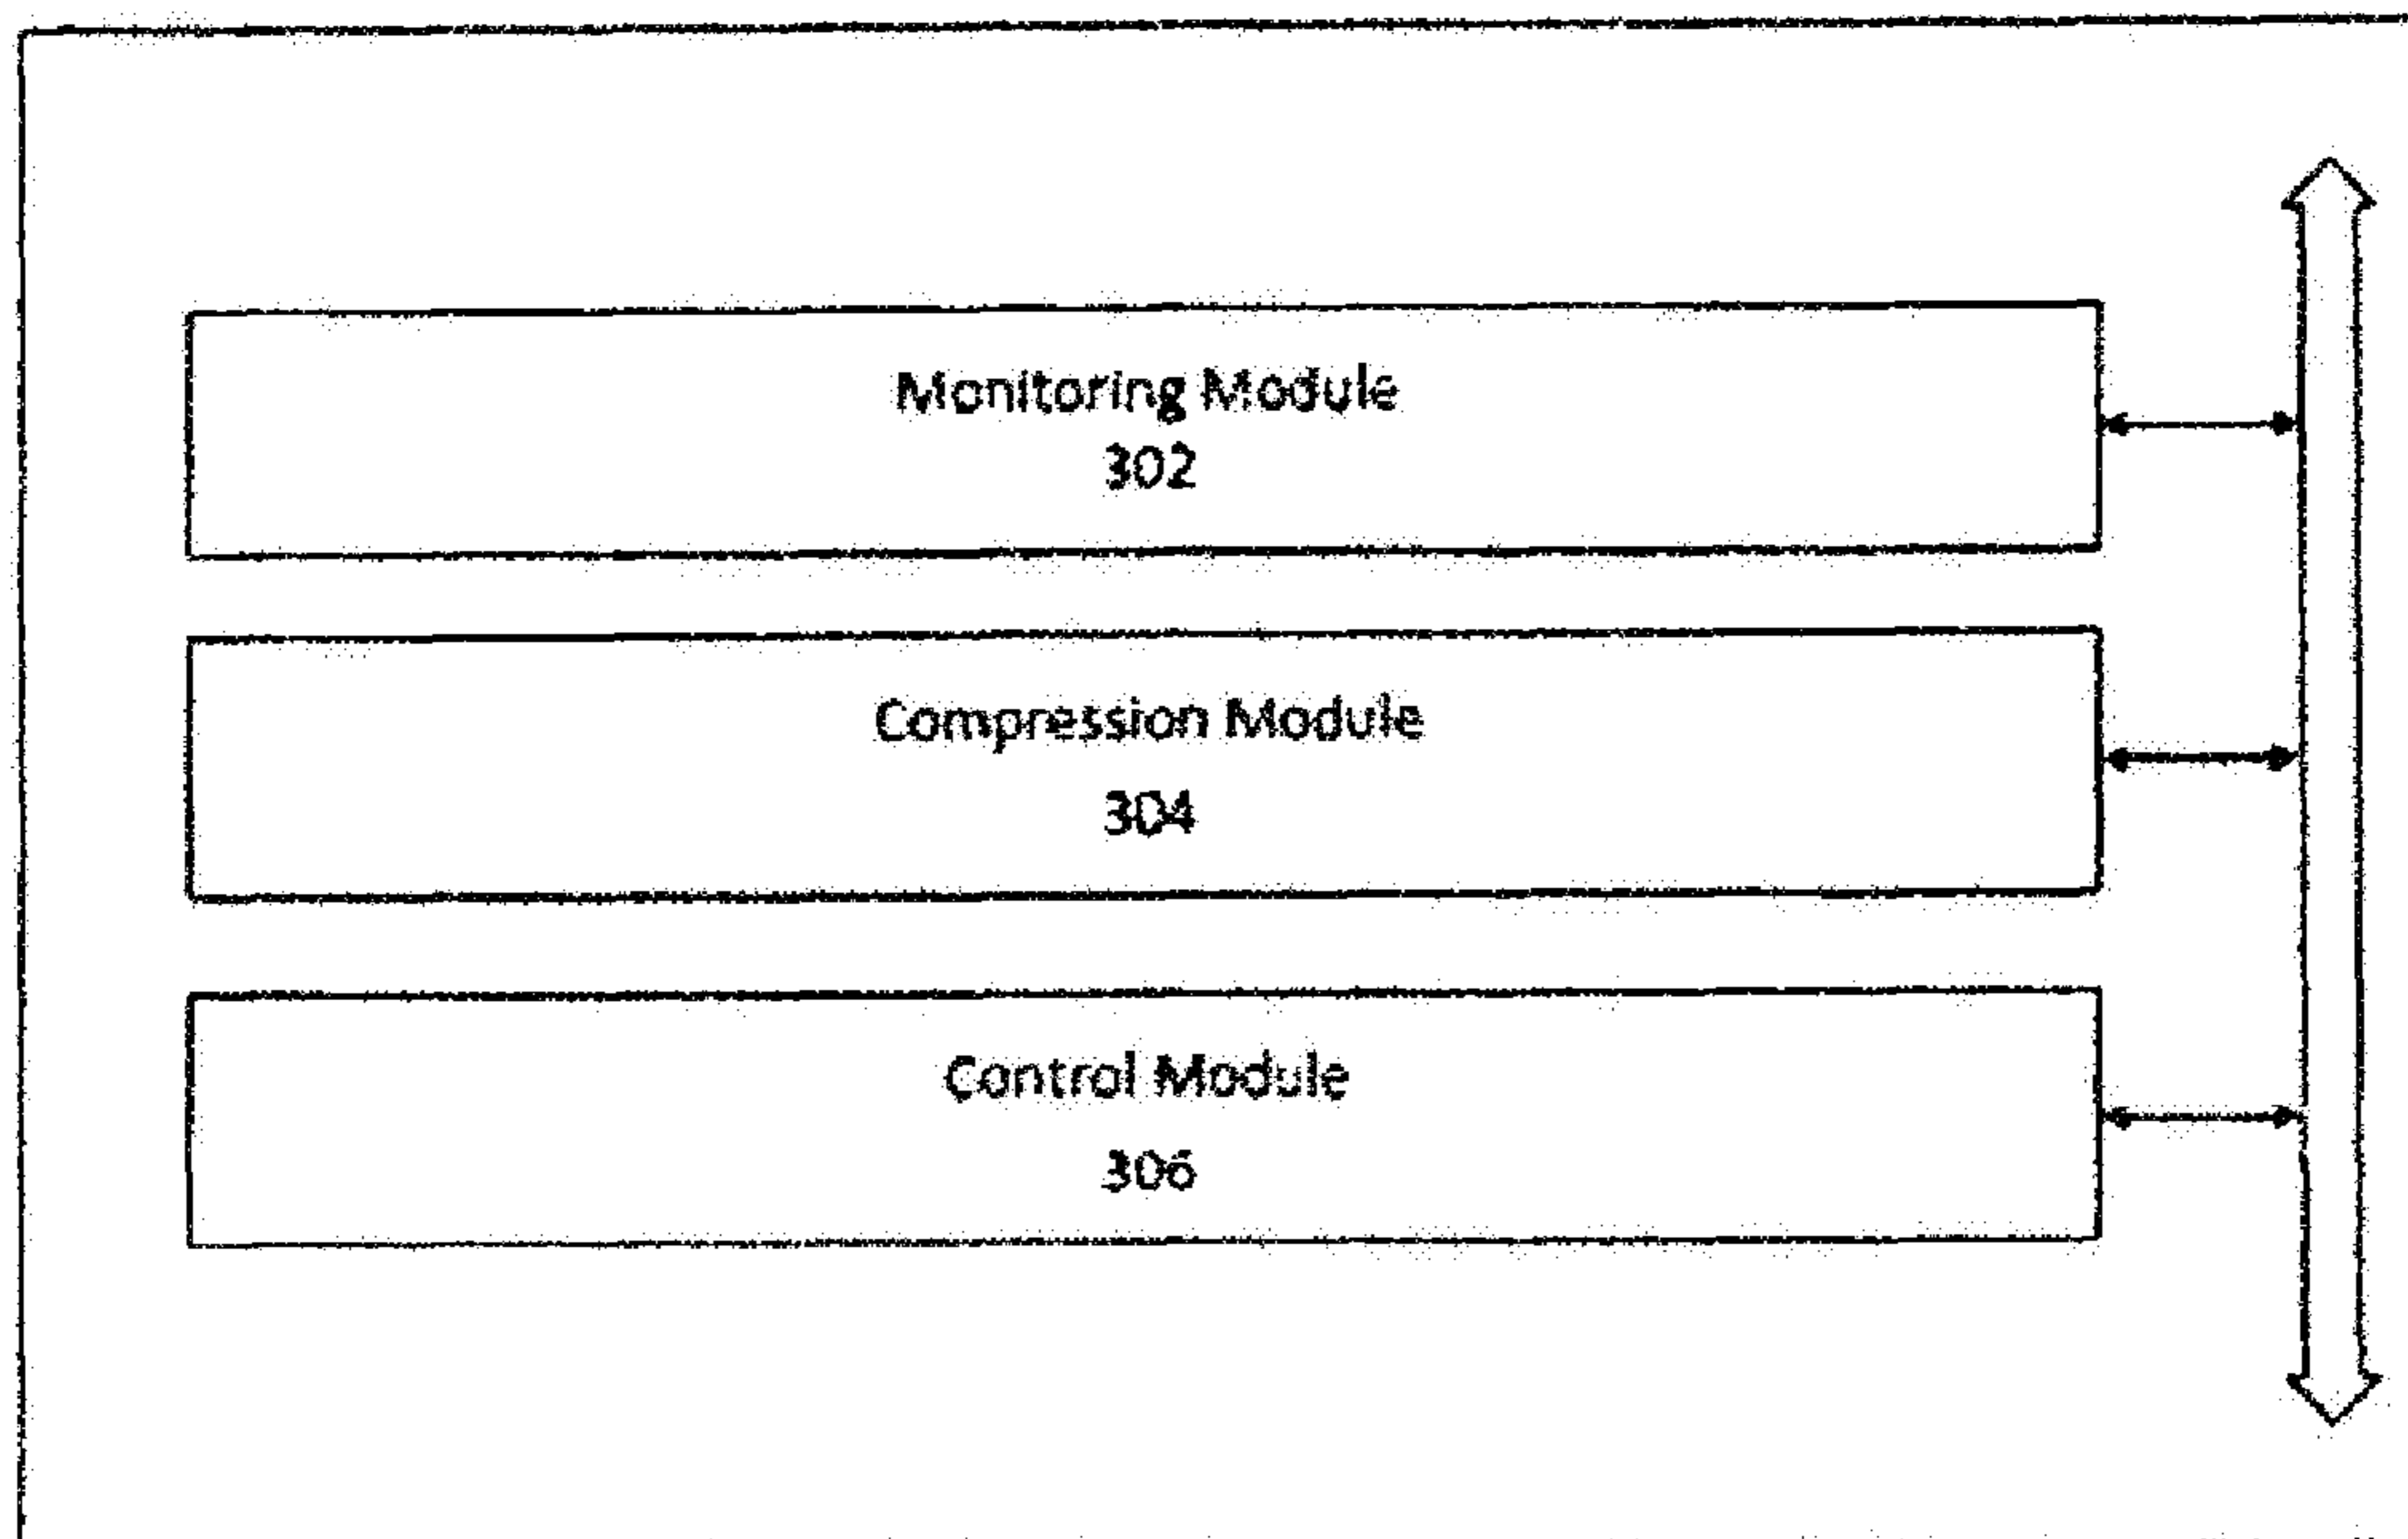 Monitoring Module
302
Compression Module
304
Control Module
306